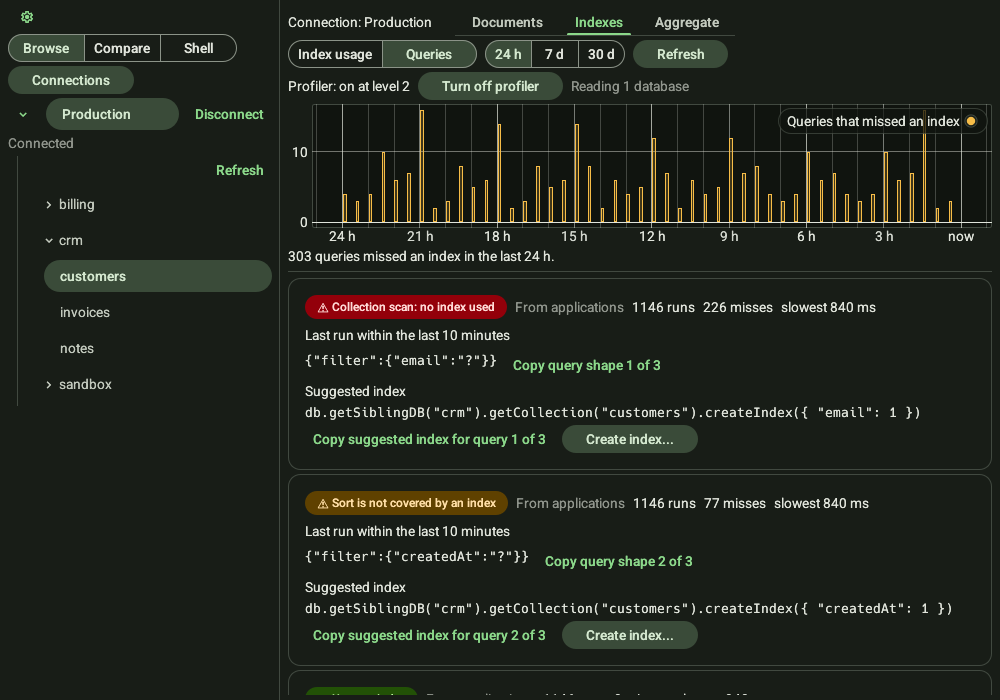 Browse Compare Shell
Connections
Production Disconnect
Connected
Refresh
billing
crm
customers
invoices
notes
sandbox
Connection: Production Documents Indexes Aggregate
Index usage Queries 24 h 7 d 30 d Refresh
Profiler: on at level 2 Turn off profiler Reading 1 database
Queries that missed an index
10
0
24 h 21 h 18 h 15 h 12 h 9 h 6 h 3 h now
303 queries missed an index in the last 24 h.
Collection scan: no index used From applications 1146 runs 226 misses slowest 840 ms
Last run within the last 10 minutes
{"filter":{"email":"?"}} Copy query shape 1 of 3
Suggested index
db.getSiblingDB("crm").getCollection("customers").createIndex({ "email": 1 })
Copy suggested index for query 1 of 3 Create index...
Sort is not covered by an index From applications 1146 runs 77 misses slowest 840 ms
Last run within the last 10 minutes
{"filter":{"createdAt":"?"}} Copy query shape 2 of 3
Suggested index
db.getSiblingDB("crm").getCollection("customers").createIndex({ "createdAt": 1 })
Copy suggested index for query 2 of 3 Create index...